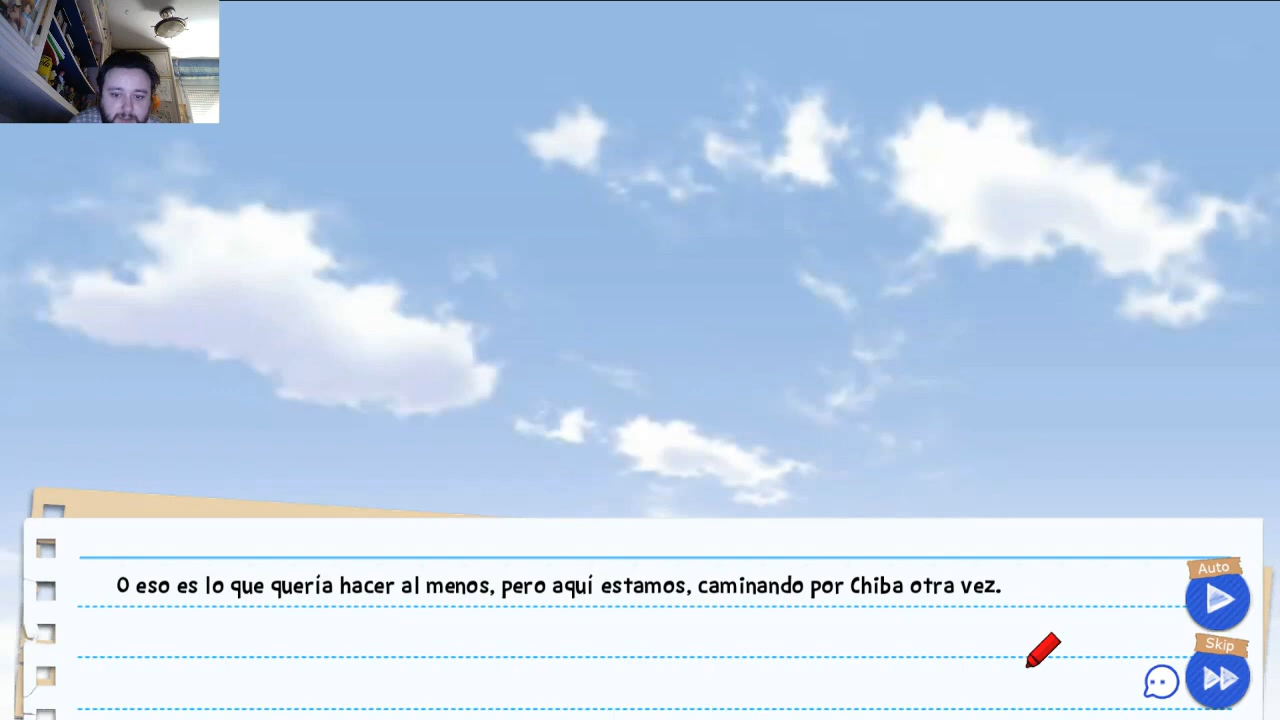 O eso es lo que quería hacer al menos, pero aquí estamos, caminando por Chiba otra vez.
Auto
Skip